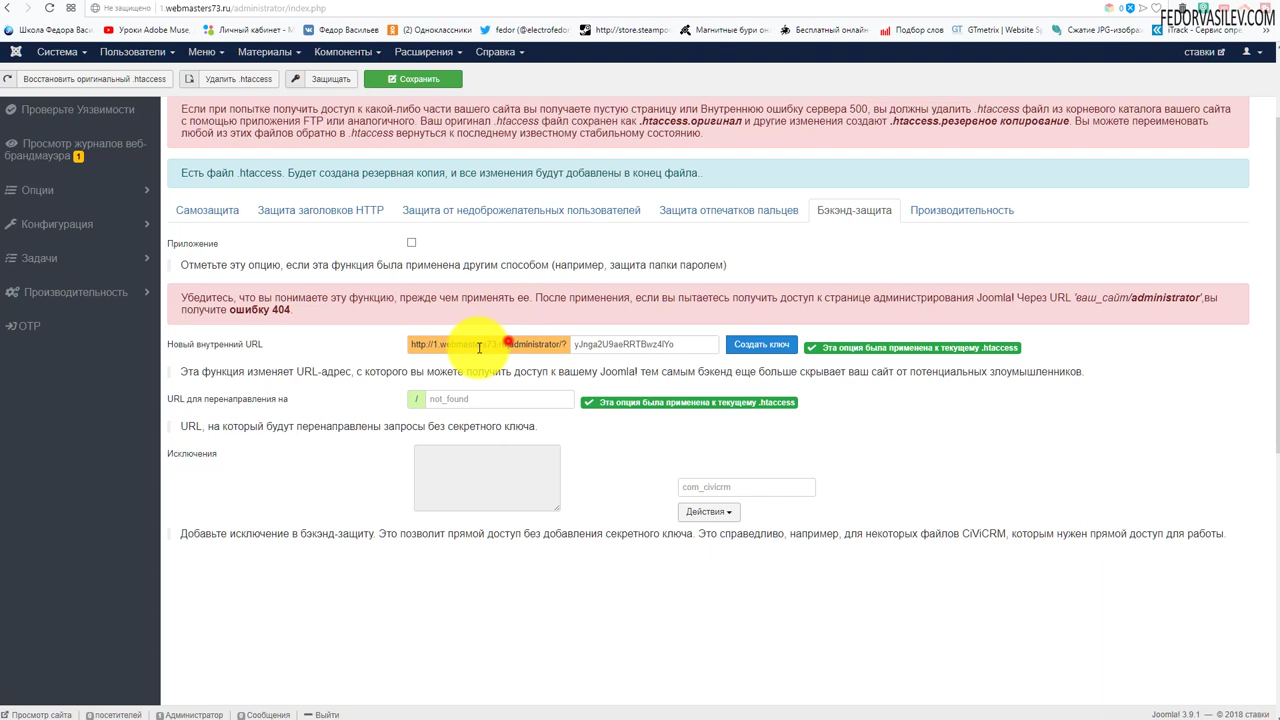 Не защищено
1.webmasters73.ru/administrator/index.php
FEDORVASILEV.COM
Школа Федора Васил
Уроки Adobe Muse.
Личный кабинет -
Федор Васильев
(2) Одноклассники
fedor (@electrofedot
http://store.steampo
Магнитные бури он
Бесплатный онлайн
Подбор слов
GTmetrix | Website S
Сжатие JPG-изобра
iTrack - Сервис опре
Система
Пользователи
Меню
Материалы
Компоненты
Расширения
Справка
ставки
Восстановить оригинальный .htaccess
Удалить .htaccess
Защищать
Сохранить
Проверьте Уязвимости
Просмотр журналов веб-
брандмауэра 1
Опции
Конфигурация
Задачи
Производительность
OTP
Если при попытке получить доступ к какой-либо части вашего сайта вы получаете пустую страницу или Внутреннюю ошибку сервера 500, вы должны удалить .htaccess файл из корневого каталога вашего сайта
с помощью приложения FTP или аналогичного. Ваш оригинал .htaccess файл сохранен как .htaccess.оригинал и другие изменения создают .htaccess.резервное копирование. Вы можете переименовать
любой из этих файлов обратно в .htaccess вернуться к последнему известному стабильному состоянию.
Есть файл .htaccess. Будет создана резервная копия, и все изменения будут добавлены в конец файла..
Самозащита
Защита заголовков HTTP
Защита от недоброжелательных пользователей
Защита отпечатков пальцев
Бэкэнд-защита
Производительность
Приложение
Отметьте эту опцию, если эта функция была применена другим способом (например, защита папки паролем)
Убедитесь, что вы понимаете эту функцию, прежде чем применять ее. После применения, если вы пытаетесь получить доступ к странице администрирования Joomla! Через URL 'ваш_сайт/administrator',вы
получите ошибку 404.
Новый внутренний URL
http://1.webmasters73.ru/administrator/?
yJnga2U9aeRRTBwz4lYo
Создать ключ
Эта опция была применена к текущему .htaccess
Эта функция изменяет URL-адрес, с которого вы можете получить доступ к вашему Joomla! тем самым бэкенд еще больше скрывает ваш сайт от потенциальных злоумышленников.
URL для перенаправления на
/
not_found
Эта опция была применена к текущему .htaccess
URL, на который будут перенаправлены запросы без секретного ключа.
Исключения
com_civicrm
Действия
Добавьте исключение в бэкэнд-защиту. Это позволит прямой доступ без добавления секретного ключа. Это справедливо, например, для некоторых файлов CiViCRM, которым нужен прямой доступ для работы.
Просмотр сайта
0 посетителей
1 Администратор
0 Сообщения
Выйти
Joomla! 3.9.1 — © 2018 ставки